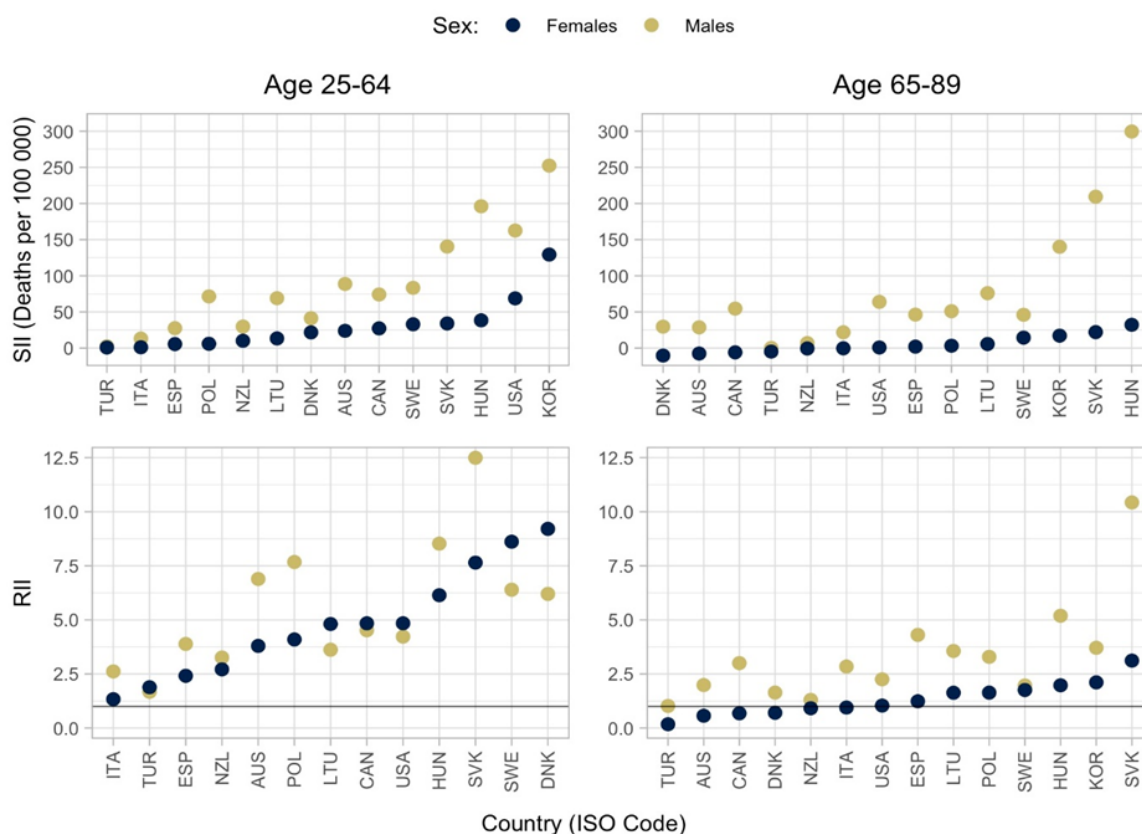 Sex: Females Males
Age 25-64
Age 65-89
SII (Deaths per 100 000)
300
250
200
150
100
50
0
TUR ITA ESP POL NZL LTU DNK AUS CAN SWE SVK HUN USA KOR
300
250
200
150
100
50
0
DNK AUS CAN TUR NZL ITA USA ESP POL LTU SWE KOR SVK HUN
RII
12.5
10.0
7.5
5.0
2.5
0.0
ITA TUR ESP NZL AUS POL LTU CAN USA HUN SVK SWE DNK
12.5
10.0
7.5
5.0
2.5
0.0
TUR AUS CAN DNK NZL ITA USA ESP LTU POL SWE HUN KOR SVK
Country (ISO Code)